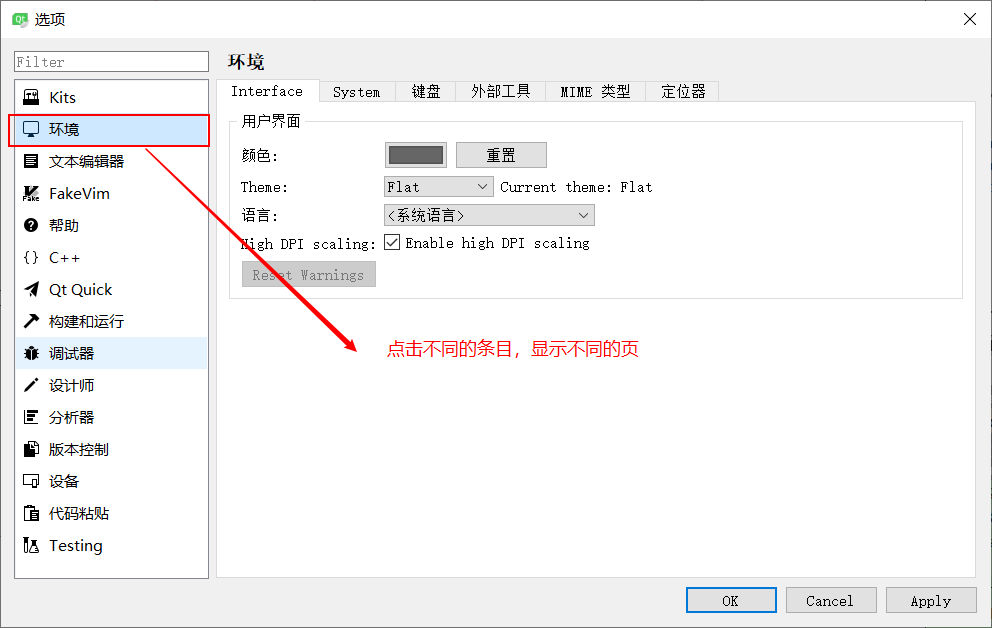 选项
Filter
Kits
环境
文本编辑器
FakeVim
帮助
C++
Qt Quick
构建和运行
调试器
设计师
分析器
版本控制
设备
代码粘贴
Testing
环境
Interface System 键盘 外部工具 MIME 类型 定位器
用户界面
颜色: 重置
Theme: Flat Current theme: Flat
语言: <系统语言>
High DPI scaling: Enable high DPI scaling
Reset Warnings
点击不同的条目，显示不同的页
OK Cancel Apply